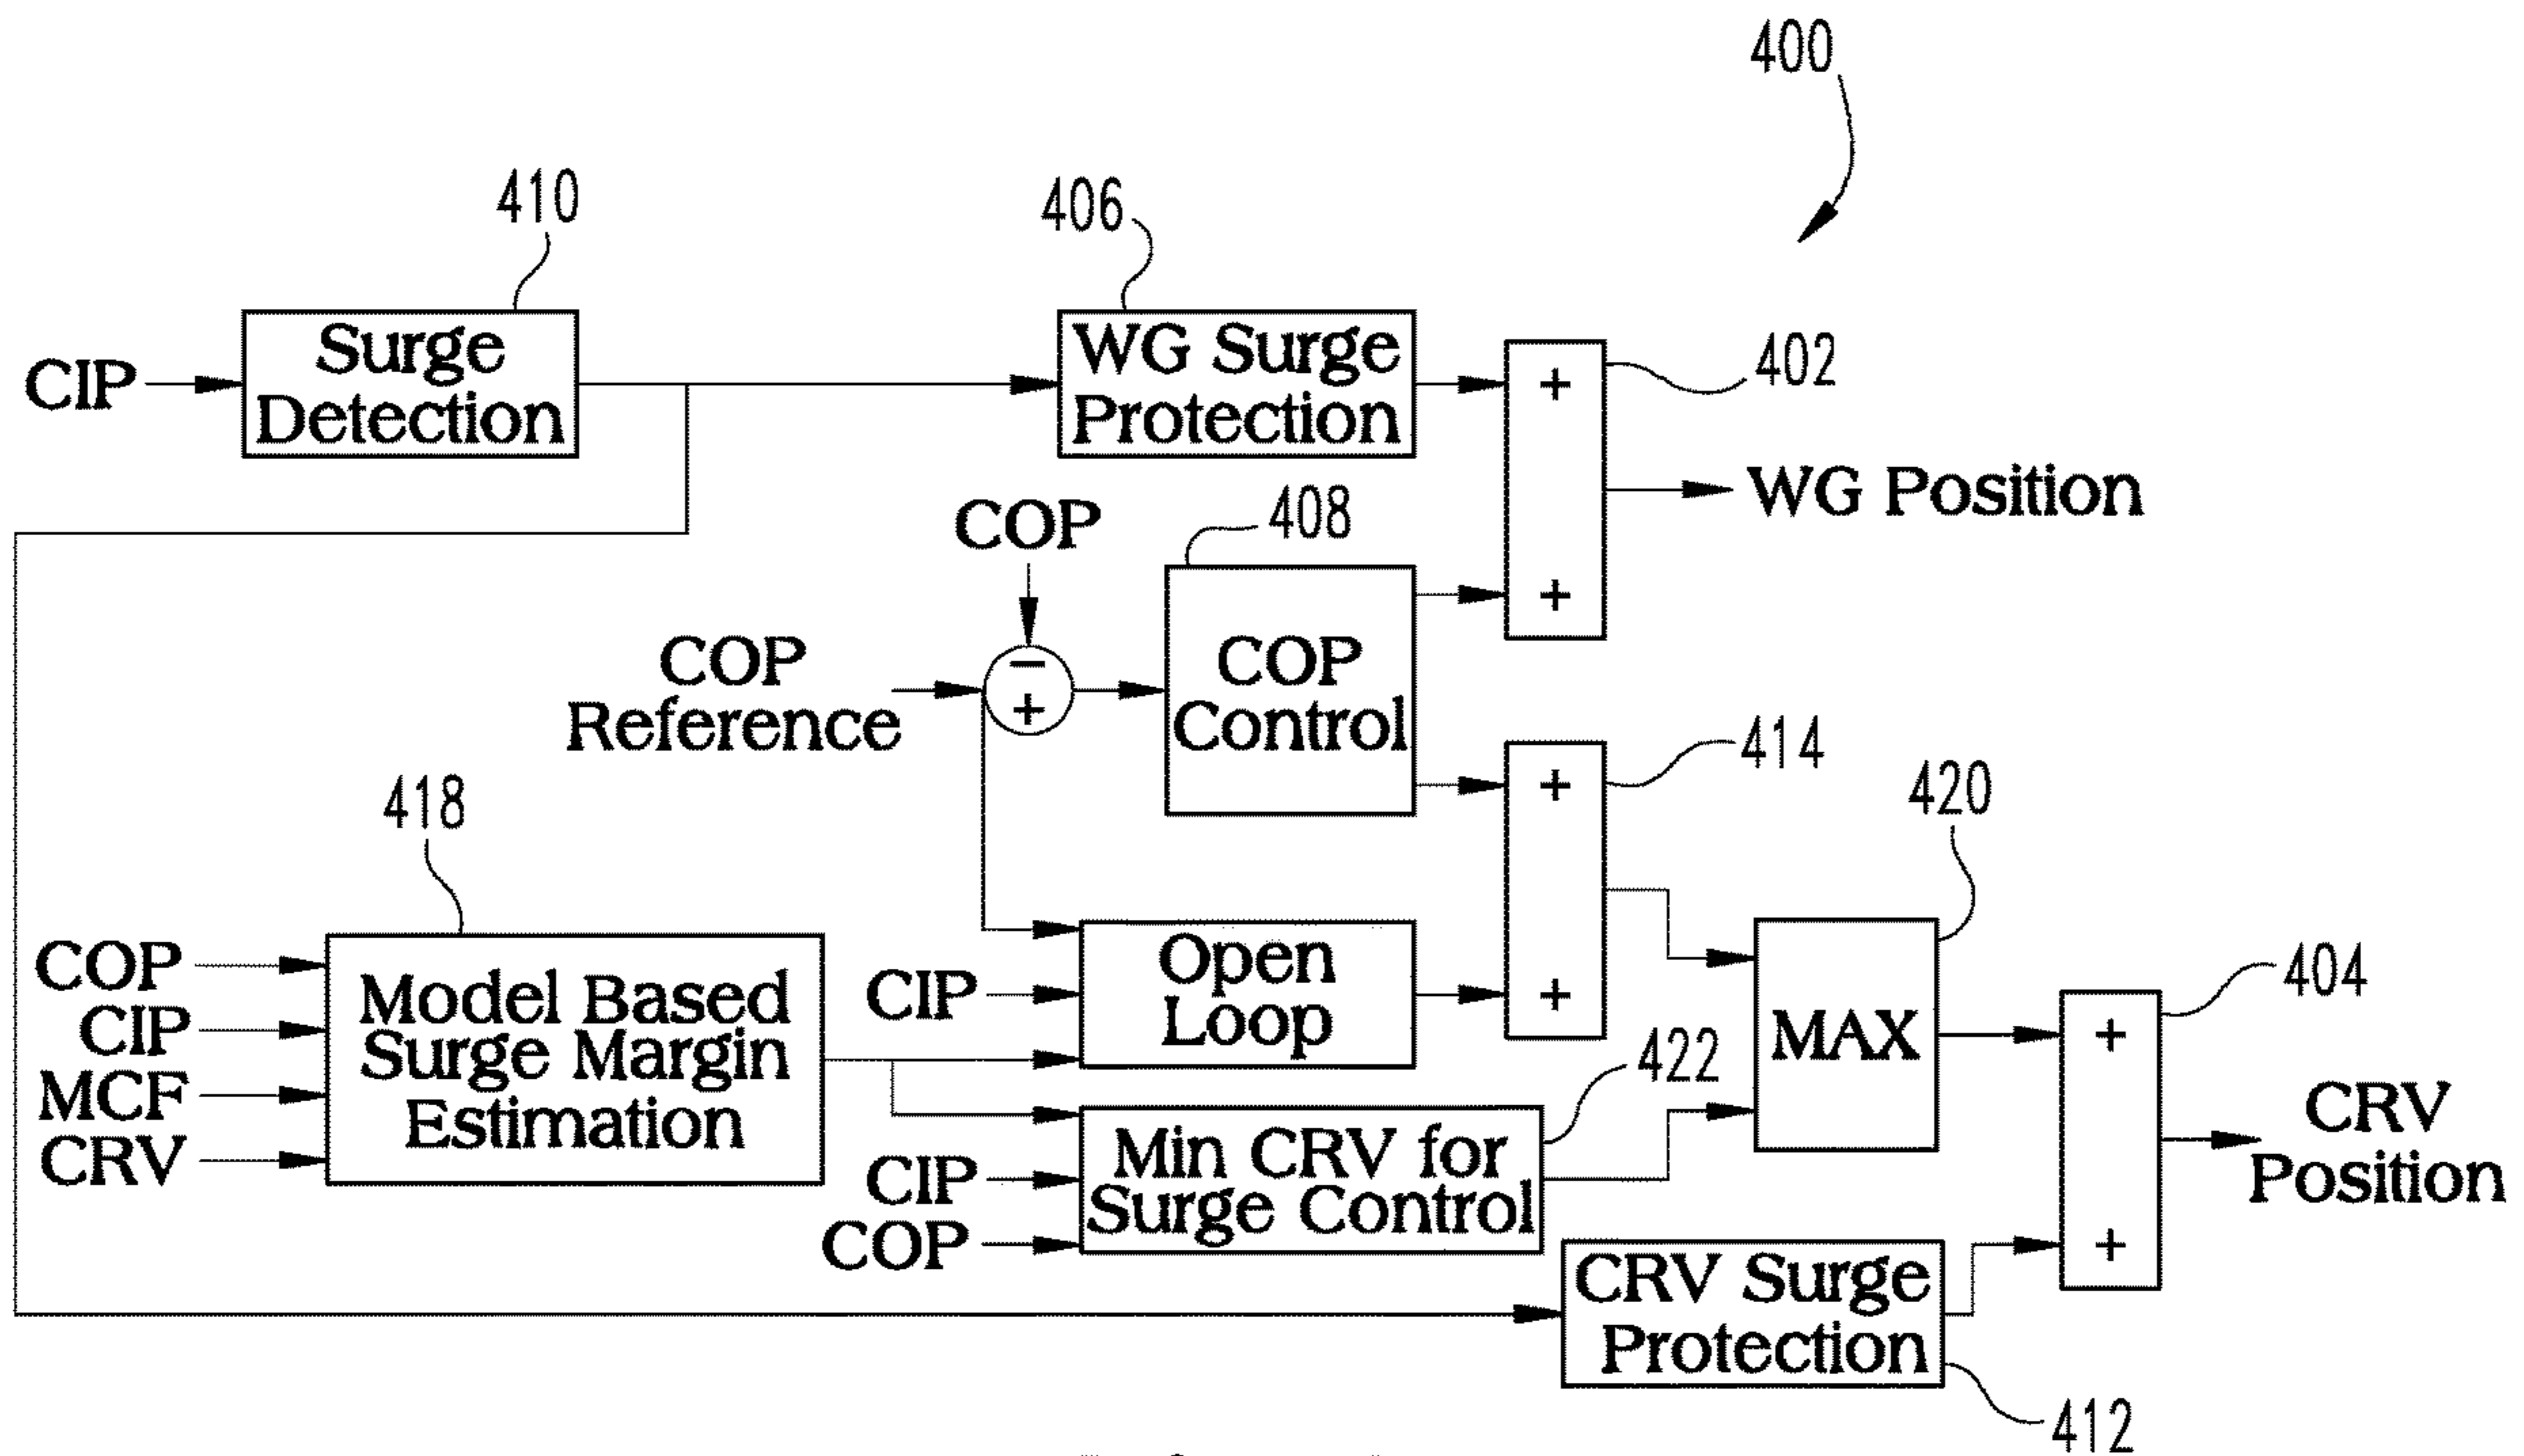 400
410
406
CIP
Surge
Detection
WG Surge
Protection
+
402
WG Position
COP
408
+
COP
Reference
−
+
COP
Control
414
+
420
418
404
COP
CIP
MCF
CRV
Model Based
Surge Margin
Estimation
CIP
Open
Loop
+
422
MAX
+
CRV
Position
CIP
COP
Min CRV for
Surge Control
+
CRV Surge
Protection
412